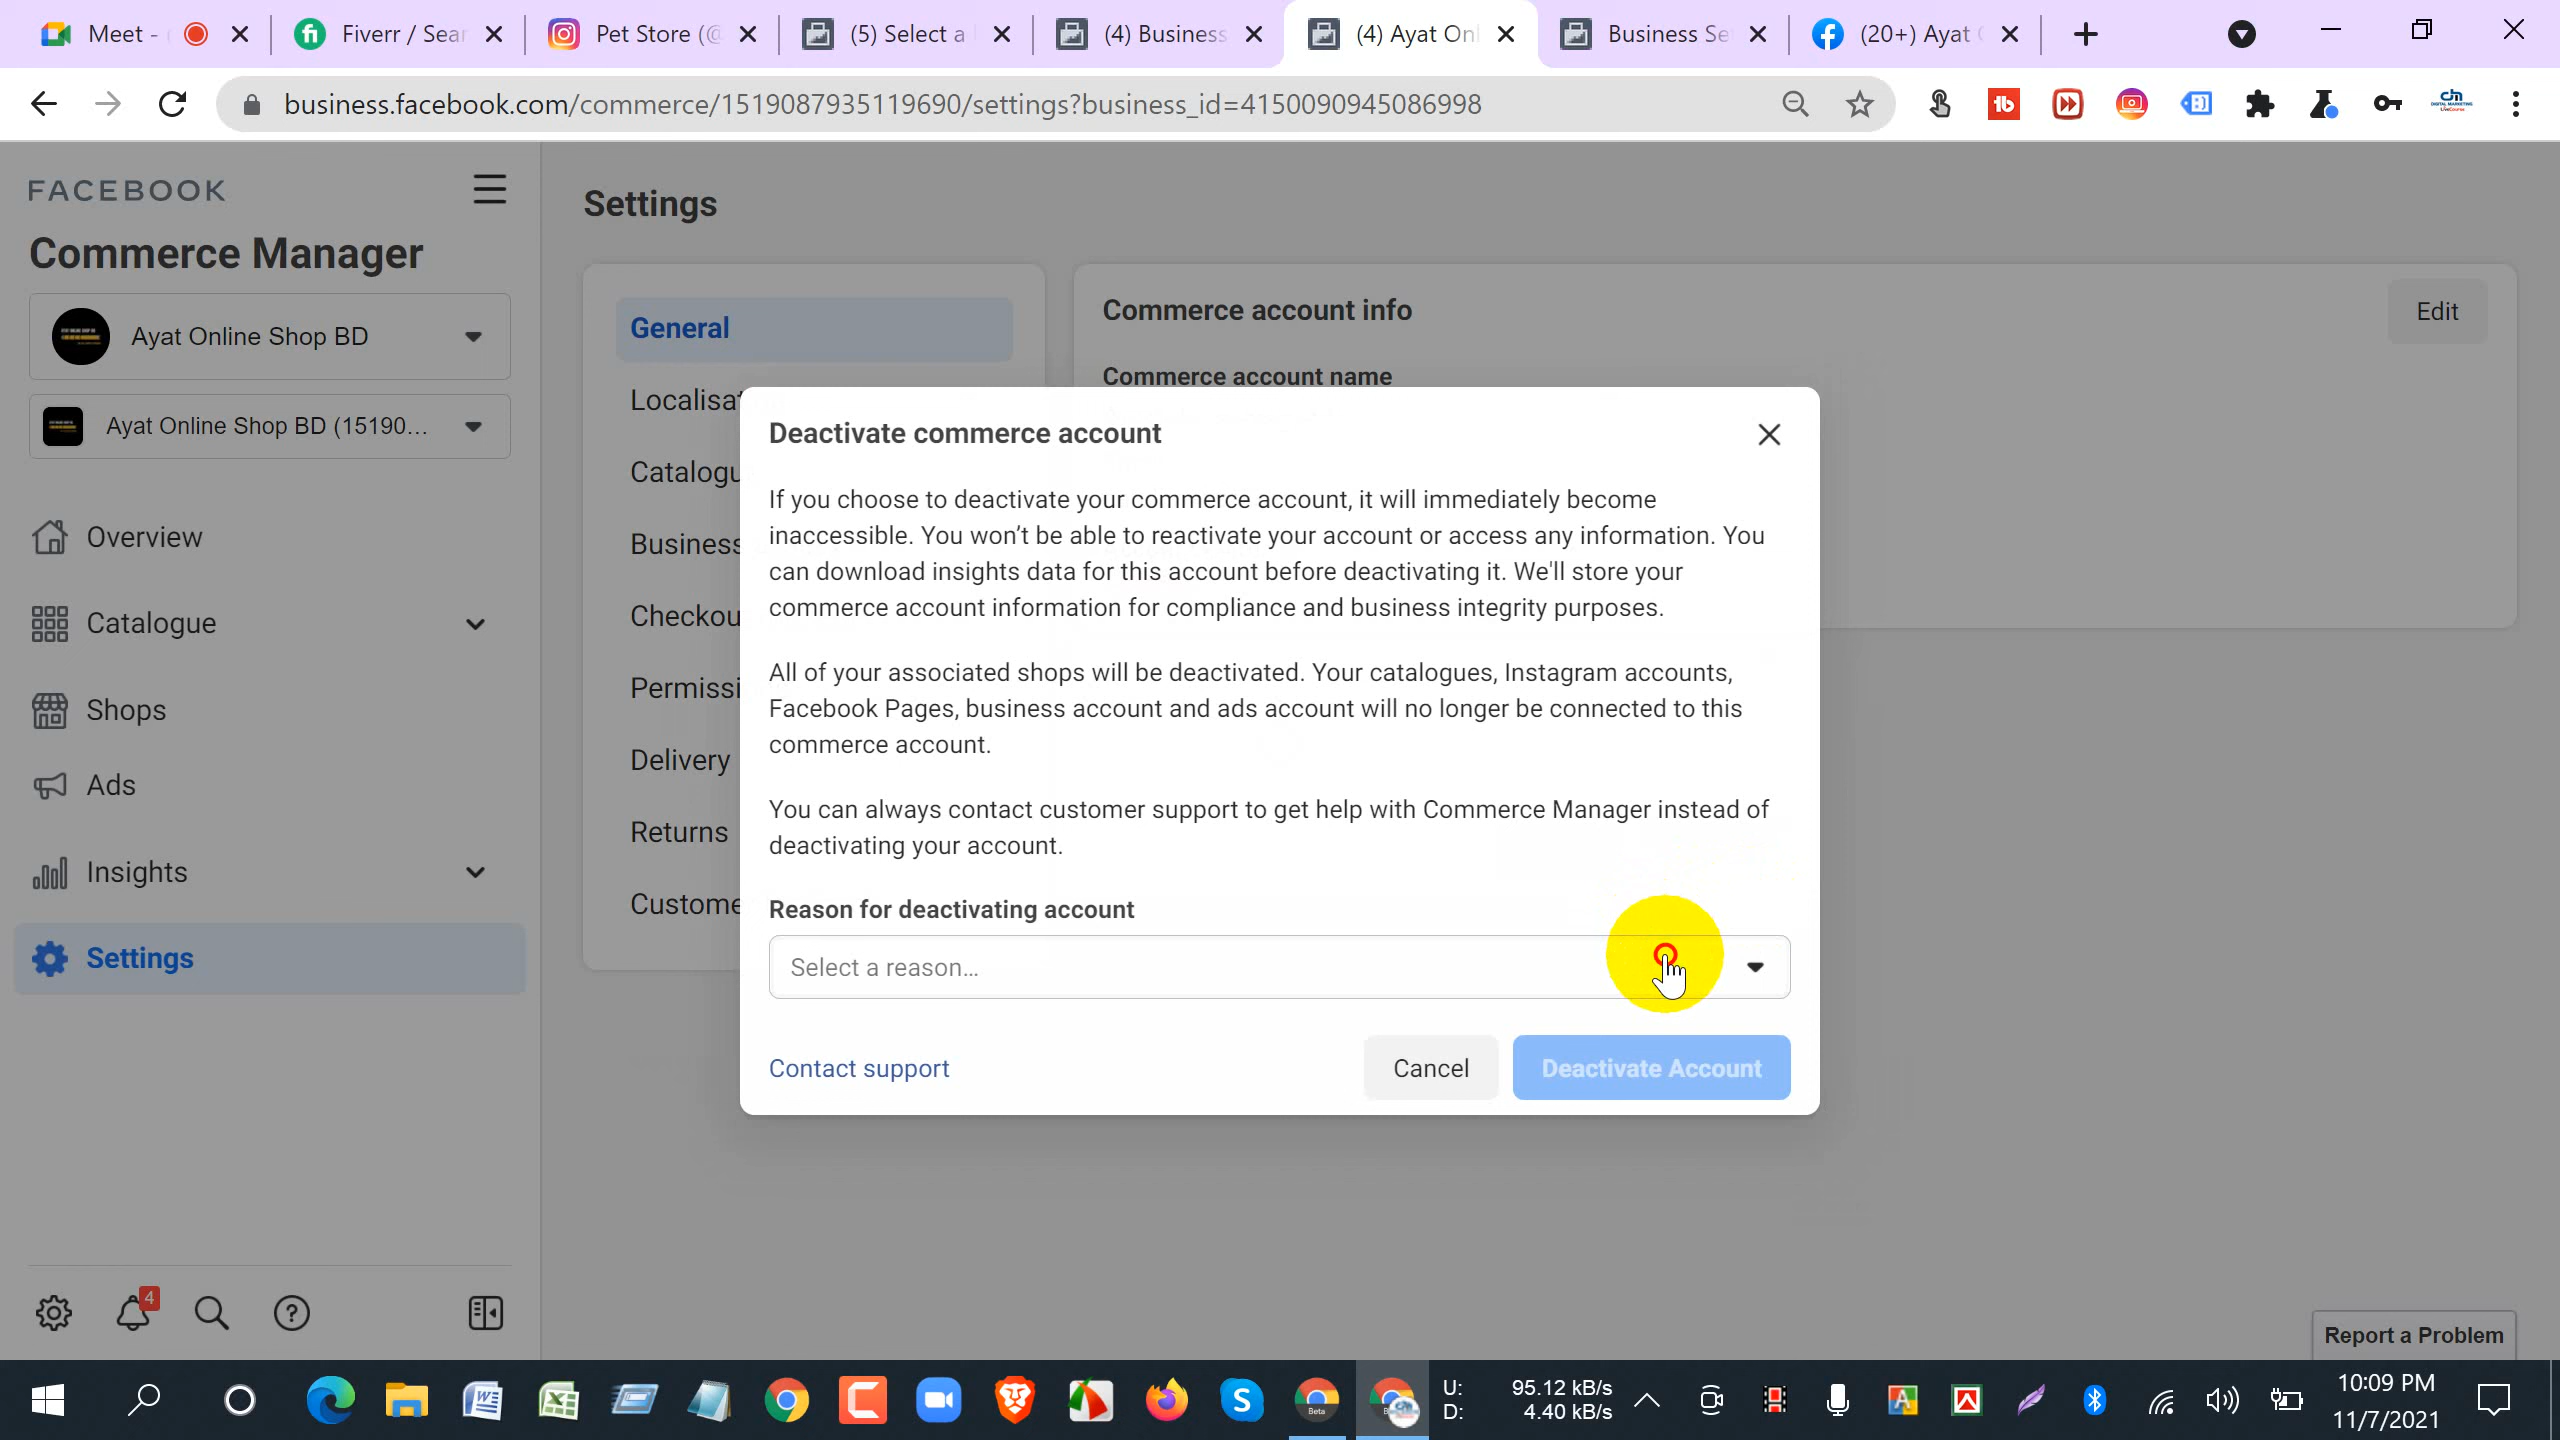 Meet -
Fiverr / Sear
Pet Store (@
(5) Select a
(4) Business
(4) Ayat Onl
Business Se
(20+) Ayat
business.facebook.com/commerce/1519087935119690/settings?business_id=4150090945086998
FACEBOOK
Commerce Manager
Ayat Online Shop BD
Ayat Online Shop BD (15190...
Overview
Catalogue
Shops
Ads
Insights
Settings
4
Settings
General
Localisat
Catalogu
Business
Checkou
Permissi
Delivery
Returns
Custome
Commerce account info
Edit
Commerce account name
Deactivate commerce account
If you choose to deactivate your commerce account, it will immediately become
inaccessible. You won't be able to reactivate your account or access any information. You
can download insights data for this account before deactivating it. We'll store your
commerce account information for compliance and business integrity purposes.
All of your associated shops will be deactivated. Your catalogues, Instagram accounts,
Facebook Pages, business account and ads account will no longer be connected to this
commerce account.
You can always contact customer support to get help with Commerce Manager instead of
deactivating your account.
Reason for deactivating account
Select a reason...
Contact support
Cancel
Deactivate Account
Report a Problem
U: 95.12 kB/s
D: 4.40 kB/s
10:09 PM
11/7/2021